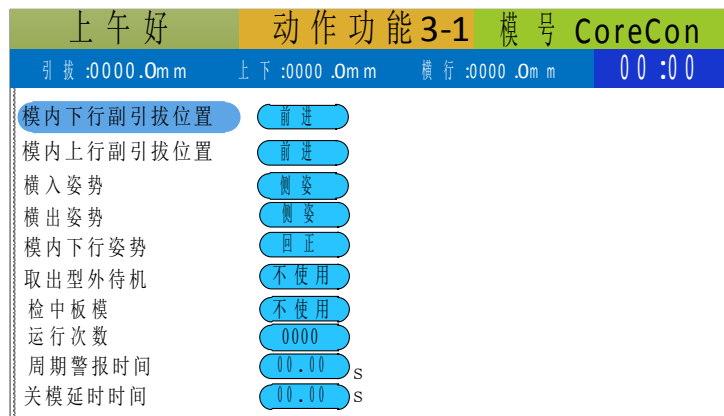 上午好 动作功能3-1 模号 CoreCon
引拔:0000.0mm 上下:0000.0mm 横行:0000.0mm 00:00
模内下行副引拔位置 前进
模内上行副引拔位置 前进
横入姿势 侧姿
横出姿势 侧姿
模内下行姿势 回正
取出型外待机 不使用
检中板模 不使用
运行次数 0000
周期警报时间 00.00 s
关模延时时间 00.00 s